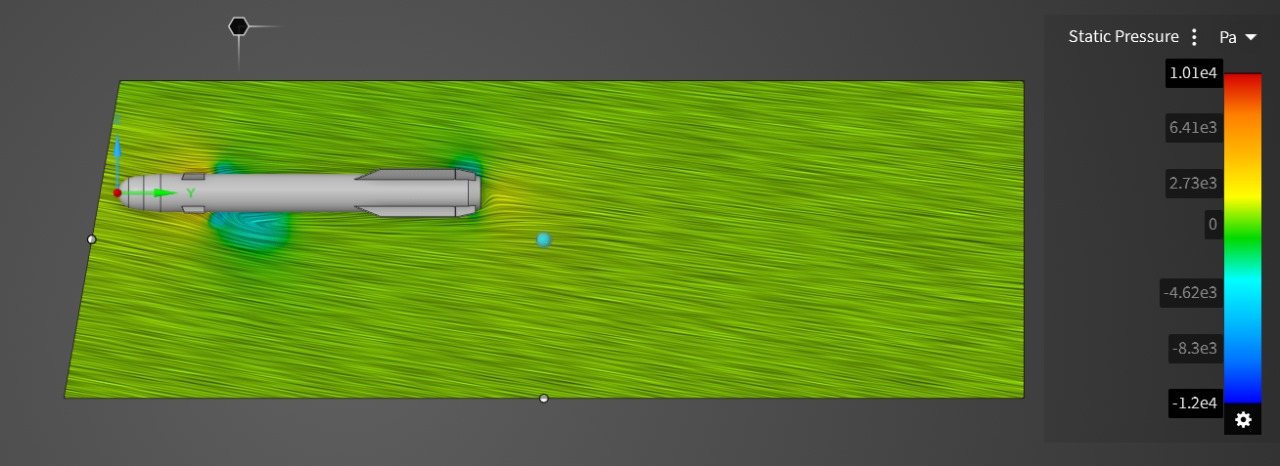 Static Pressure
Pa
1.01e4
6.41e3
2.73e3
0
-4.62e3
-8.3e3
-1.2e4
Y